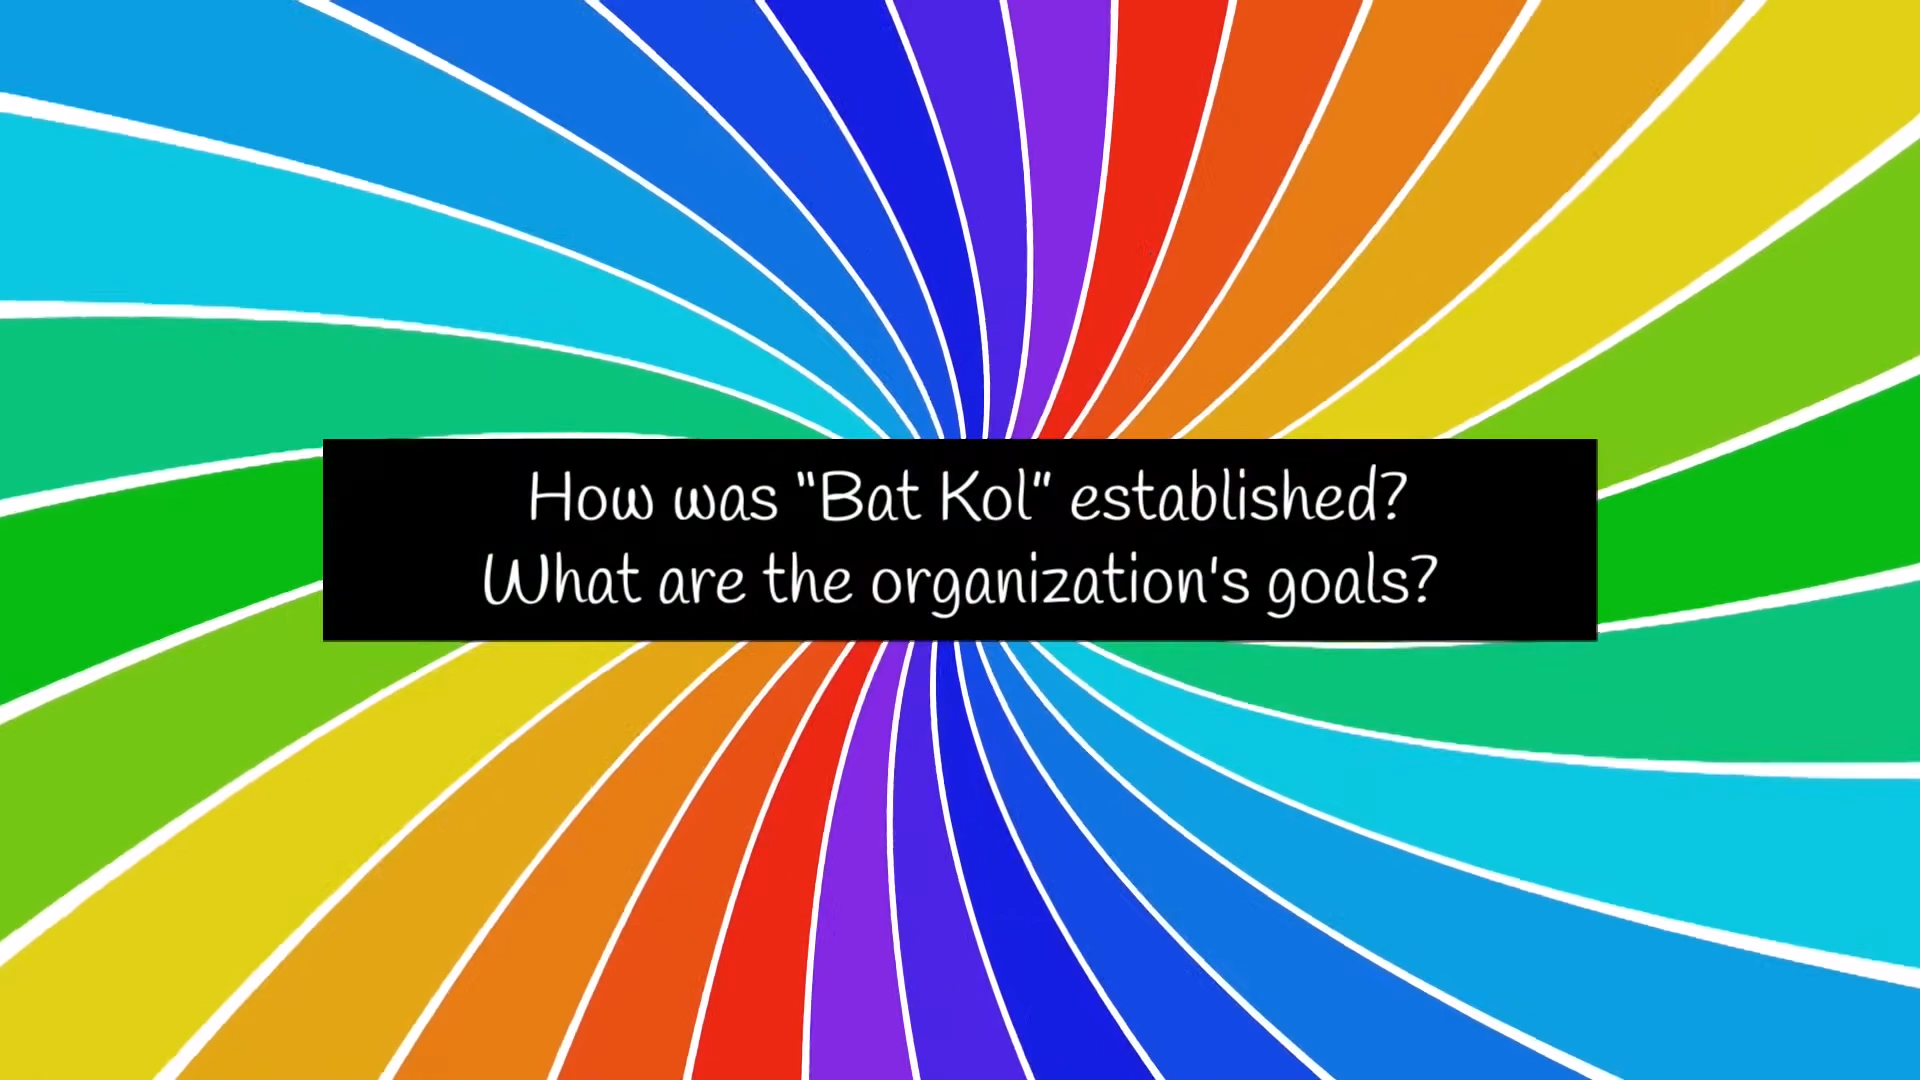 How was "Bat Kol" established?
What are the organization's goals?